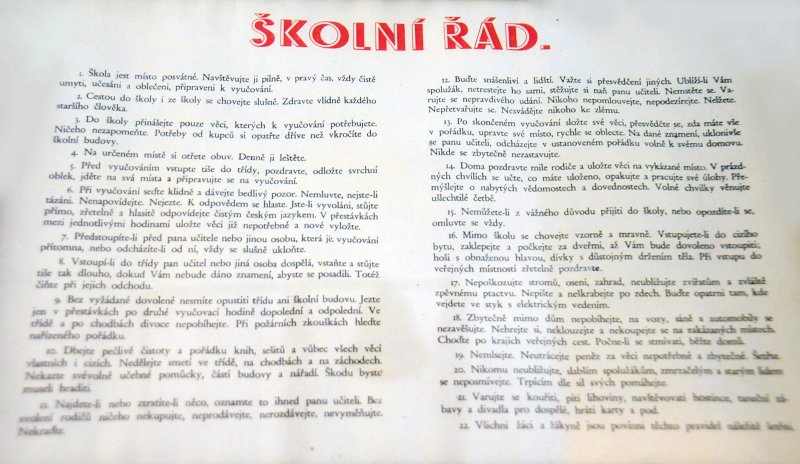 ŠKOLNÍ ŘÁD.
1. Škola jest místo posvátné. Navštěvujte ji pilně, v pravý čas, vždy čistě
umyti, učesáni a oblečeni, připraveni k vyučování.
2. Cestou do školy i ze školy se chovejte slušně. Zdravte vlídně každého
staršího člověka.
3. Do školy přinášejte pouze věci, kterých k vyučování potřebujete.
Ničeho nezapomeňte. Potřeby od kupců si opatřte dříve než vkročíte do
školní budovy.
4. Na určeném místě si otřete obuv. Denně ji leštěte.
5. Před vyučováním vstupte tiše do třídy, pozdravte, odložte svrchní
oblek, jděte na svá místa a připravujte se na vyučování.
6. Při vyučování seďte klidně a dávejte bedlivý pozor. Nemluvte, nejste-li
tázáni. Nenapovídejte. Nejezte. K odpovědem se hlaste. Jste-li vyvoláni, stůjte
přímo, zřetelně a hlasitě odpovídejte čistým českým jazykem. V přestávkách
mezi jednotlivými hodinami uložte věci již nepotřebné a nové vyložte.
7. Předstoupíte-li před pana učitele nebo jinou osobu, která je vyučování
přítomna, nebo odcházíte-li od ní, vždy se slušně ukloňte.
8. Vstoupí-li do třídy pan učitel nebo jiná osoba dospělá, vstaňte a stůjte
tiše tak dlouho, dokud Vám nebude dáno znamení, abyste se posadili. Totéž
čiňte při jejich odchodu.
9. Bez vyžádané dovolené nesmíte opustiti třídu ani školní budovu. Jezte
jen v přestávkách po druhé vyučovací hodině dopolední a odpolední. Ve
třídě a po chodbách divoce nepobíhejte. Při požárních zkouškách hleďte
nařízeného pořádku.
10. Dbejte pečlivě čistoty a pořádku knih, sešitů a vůbec všech věcí
vlastních i cizích. Nedělejte smetí ve třídě, na chodbách a na záchodech.
Nekazte svévolně učebné pomůcky, části budovy a nářadí. Škodu byste
museli hraditi.
11. Najdete-li nebo ztratíte-li něco, oznamte to ihned panu učiteli. Bez
svolení rodičů ničeho nekupujte, neprodávejte, nerozdávejte, nevyměňujte.
Nekraďte.
12. Buďte snášenliví a lidští. Važte si přesvědčení jiných. Ublíží-li Vám
spolužák, netrestejte ho sami, stěžujte si naň panu učiteli. Nemstěte se. Va-
rujte se nepravdivého udání. Nikoho nepomlouvejte, nepodezírejte. Nelžete.
Nepřetvařujte se. Nesvádějte nikoho ke zlému.
13. Po skončeném vyučování složte své věci, přesvědčte se, zda máte vše
v pořádku, upravte své místo, rychle se oblecte. Na dané znamení, uklonivše
se panu učiteli, odcházejte v ustanoveném pořádku volně k svému domovu.
Nikde se zbytečně nezastavujte.
14. Doma pozdravte milé rodiče a uložte věci na vykázané místo. V prázd-
ných chvílích se učte, co máte uloženo, opakujte a pracujte své úlohy. Pře-
mýšlejte o nabytých vědomostech a dovednostech. Volné chvilky věnujte
ušlechtilé četbě.
15. Nemůžete-li z vážného důvodu přijíti do školy, nebo opozdíte-li se,
omluvte se vždy.
16. Mimo školu se chovejte vzorně a mravně. Vstupujete-li do cizího
bytu, zaklepejte a počkejte za dveřmi, až Vám bude dovoleno vstoupiti;
hoši s obnaženou hlavou, dívky s důstojným držením těla. Při vstupu do
veřejných místností zřetelně pozdravte.
17. Nepoškozujte stromů, osení, zahrad, neubližujte zvířatům a zvláště
zpěvnému ptactvu. Nepište a neškrabejte po zdech. Buďte opatrni tam, kde
vejdete ve styk s elektrickým vedením.
18. Zbytečně mimo dům nepobíhejte, na vozy, sáně a automobily se
nezavěšujte. Nehrejte si, neklouzejte a nekoupejte se na zakázaných místech.
Choďte po krajích veřejných cest. Počne-li se stmívati, běžte domů.
19. Nemlsejte. Neutrácejte peněz za věci nepotřebné a zbytečné. Šetřte.
20. Nikomu neubližujte, slabším spolužákům, zmrzačelým a starým lidem
se neposmívejte. Trpícím dle sil svých pomáhejte.
21. Varujte se kouřiti, píti lihoviny, navštěvovati hostince, taneční zá-
bavy a divadla pro dospělé, hráti karty a pod.
22. Všichni žáci a žákyně jsou povinni těchto pravidel náležitě